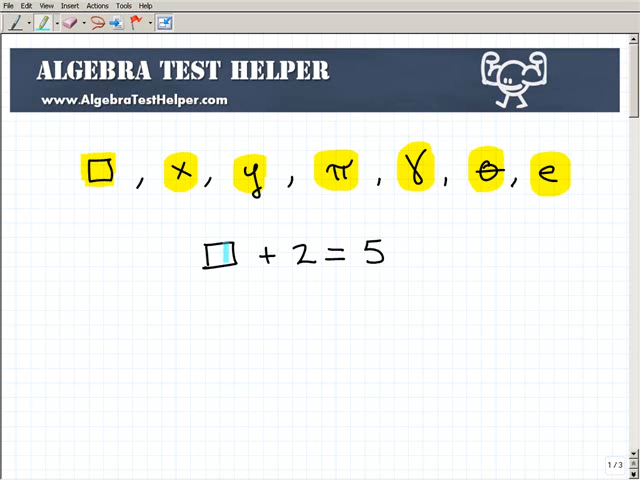 File Edit View Insert Actions Tools Help
ALGEBRA TEST HELPER
www.AlgebraTestHelper.com
□, x, y, π, γ, θ, e
□ + 2 = 5
1 / 3